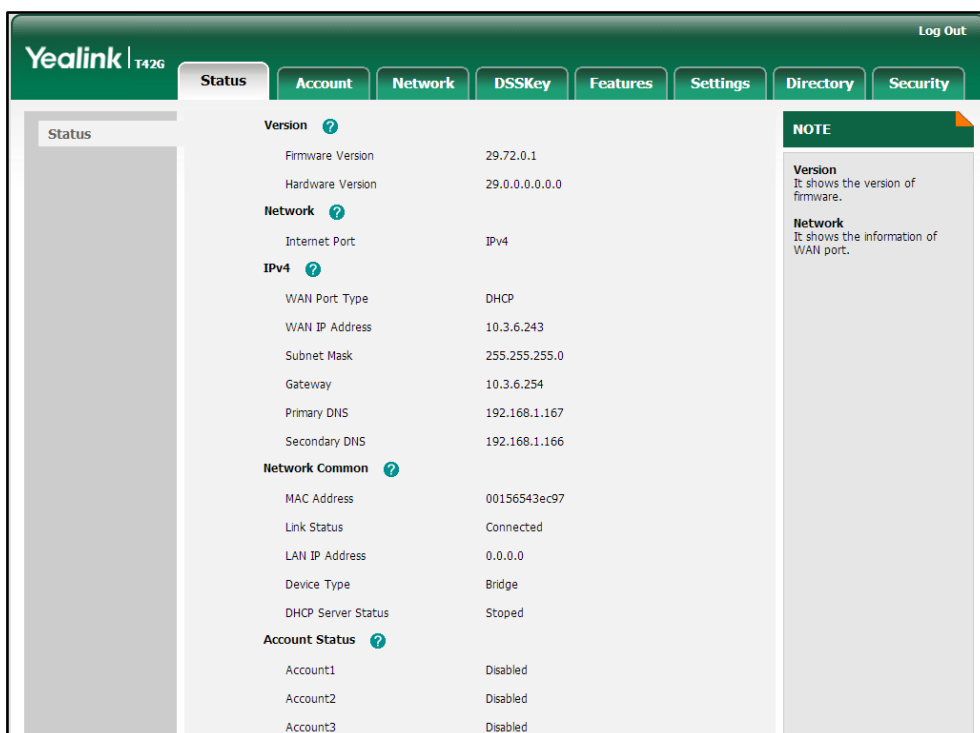 Log Out
Yealink | T42G
Status Account Network DSSKey Features Settings Directory Security
Status
Version ?
Firmware Version 29.72.0.1
Hardware Version 29.0.0.0.0.0.0
Network ?
Internet Port IPv4
IPv4 ?
WAN Port Type DHCP
WAN IP Address 10.3.6.243
Subnet Mask 255.255.255.0
Gateway 10.3.6.254
Primary DNS 192.168.1.167
Secondary DNS 192.168.1.166
Network Common ?
MAC Address 00156543ec97
Link Status Connected
LAN IP Address 0.0.0.0
Device Type Bridge
DHCP Server Status Stoped
Account Status ?
Account1 Disabled
Account2 Disabled
Account3 Disabled
NOTE
Version
It shows the version of
firmware.
Network
It shows the information of
WAN port.